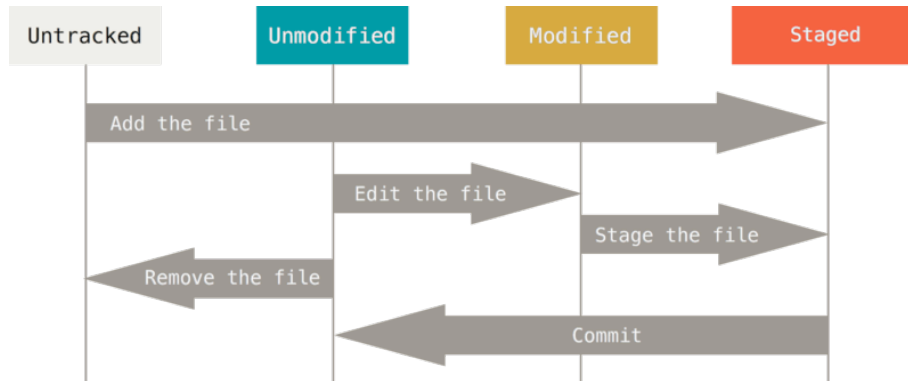 Untracked
Unmodified
Modified
Staged
Add the file
Edit the file
Stage the file
Remove the file
Commit